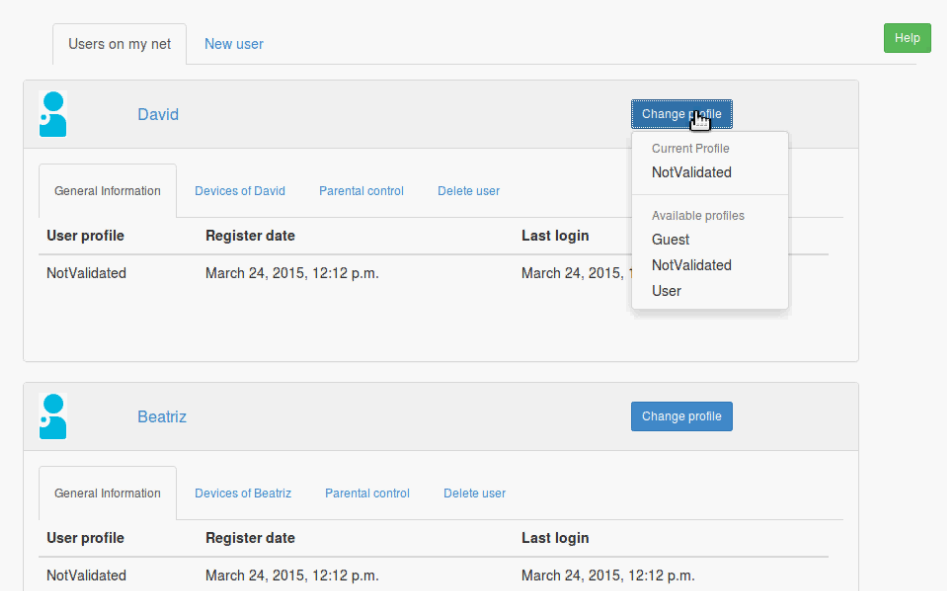 Users on my net New user Help
David Change profile
Current Profile
NotValidated
General Information Devices of David Parental control Delete user
Available profiles
User profile Register date Last login
Guest
NotValidated
NotValidated March 24, 2015, 12:12 p.m. March 24, 2015,
User
Beatriz Change profile
General Information Devices of Beatriz Parental control Delete user
User profile Register date Last login
NotValidated March 24, 2015, 12:12 p.m. March 24, 2015, 12:12 p.m.